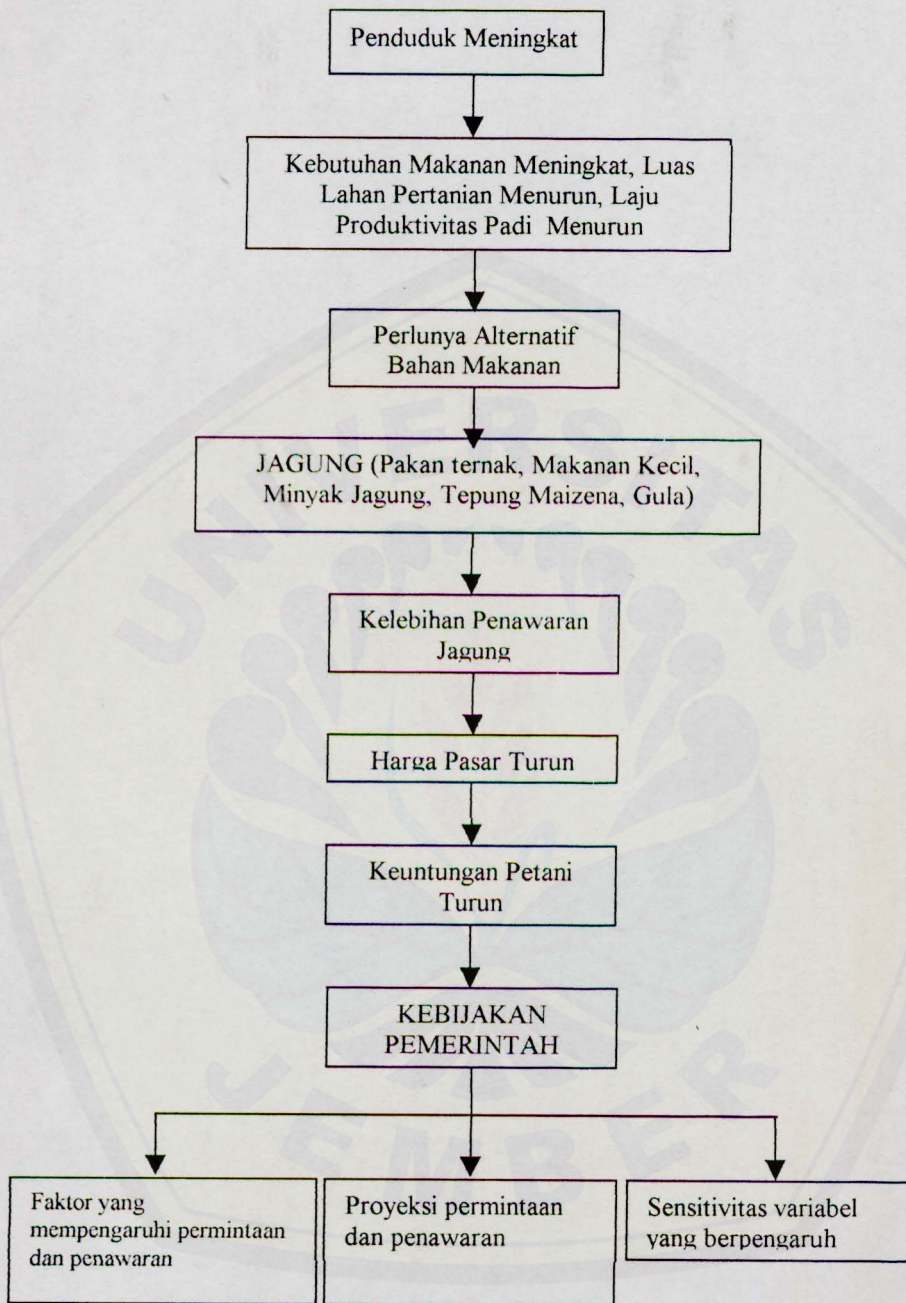 Penduduk Meningkat
Kebutuhan Makanan Meningkat, Luas
Lahan Pertanian Menurun, Laju
Produktivitas Padi Menurun
Perlunya Alternatif
Bahan Makanan
JAGUNG (Pakan ternak, Makanan Kecil,
Minyak Jagung, Tepung Maizena, Gula)
Kelebihan Penawaran
Jagung
Harga Pasar Turun
Keuntungan Petani
Turun
KEBIJAKAN
PEMERINTAH
Faktor yang
mempengaruhi permintaan
dan penawaran
Proyeksi permintaan
dan penawaran
Sensitivitas variabel
yang berpengaruh
UNIVERSITAS
JEMBER